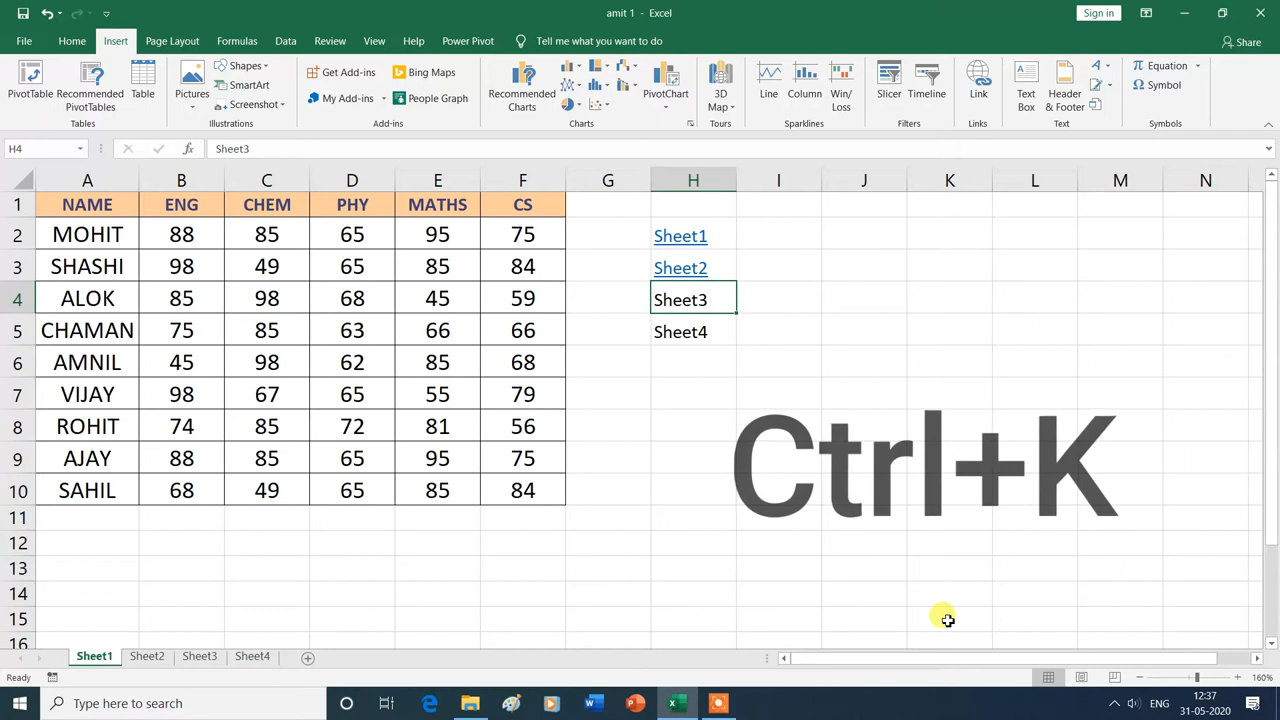 amit 1 - Excel
Sign in
File Home Insert Page Layout Formulas Data Review View Help Power Pivot Tell me what you want to do Share
PivotTable Recommended PivotTables Table
Tables
Pictures Shapes SmartArt Screenshot
Illustrations
Get Add-ins My Add-ins Bing Maps People Graph
Add-ins
Recommended Charts PivotChart
Charts
3D Map
Tours
Line Column Win/Loss
Sparklines
Slicer Timeline
Filters
Link
Links
Text Box Header & Footer
Text
Equation Symbol
Symbols
H4 fx Sheet3
A B C D E F G H I J K L M N
1 NAME ENG CHEM PHY MATHS CS
2 MOHIT 88 85 65 95 75 Sheet1
3 SHASHI 98 49 65 85 84 Sheet2
4 ALOK 85 98 68 45 59 Sheet3
5 CHAMAN 75 85 63 66 66 Sheet4
6 AMNIL 45 98 62 85 68
7 VIJAY 98 67 65 55 79
8 ROHIT 74 85 72 81 56
9 AJAY 88 85 65 95 75
10 SAHIL 68 49 65 85 84
11
12
13
14
15
16
Ctrl+K
Sheet1 Sheet2 Sheet3 Sheet4
Ready 160%
Type here to search
ENG 12:37
31-05-2020